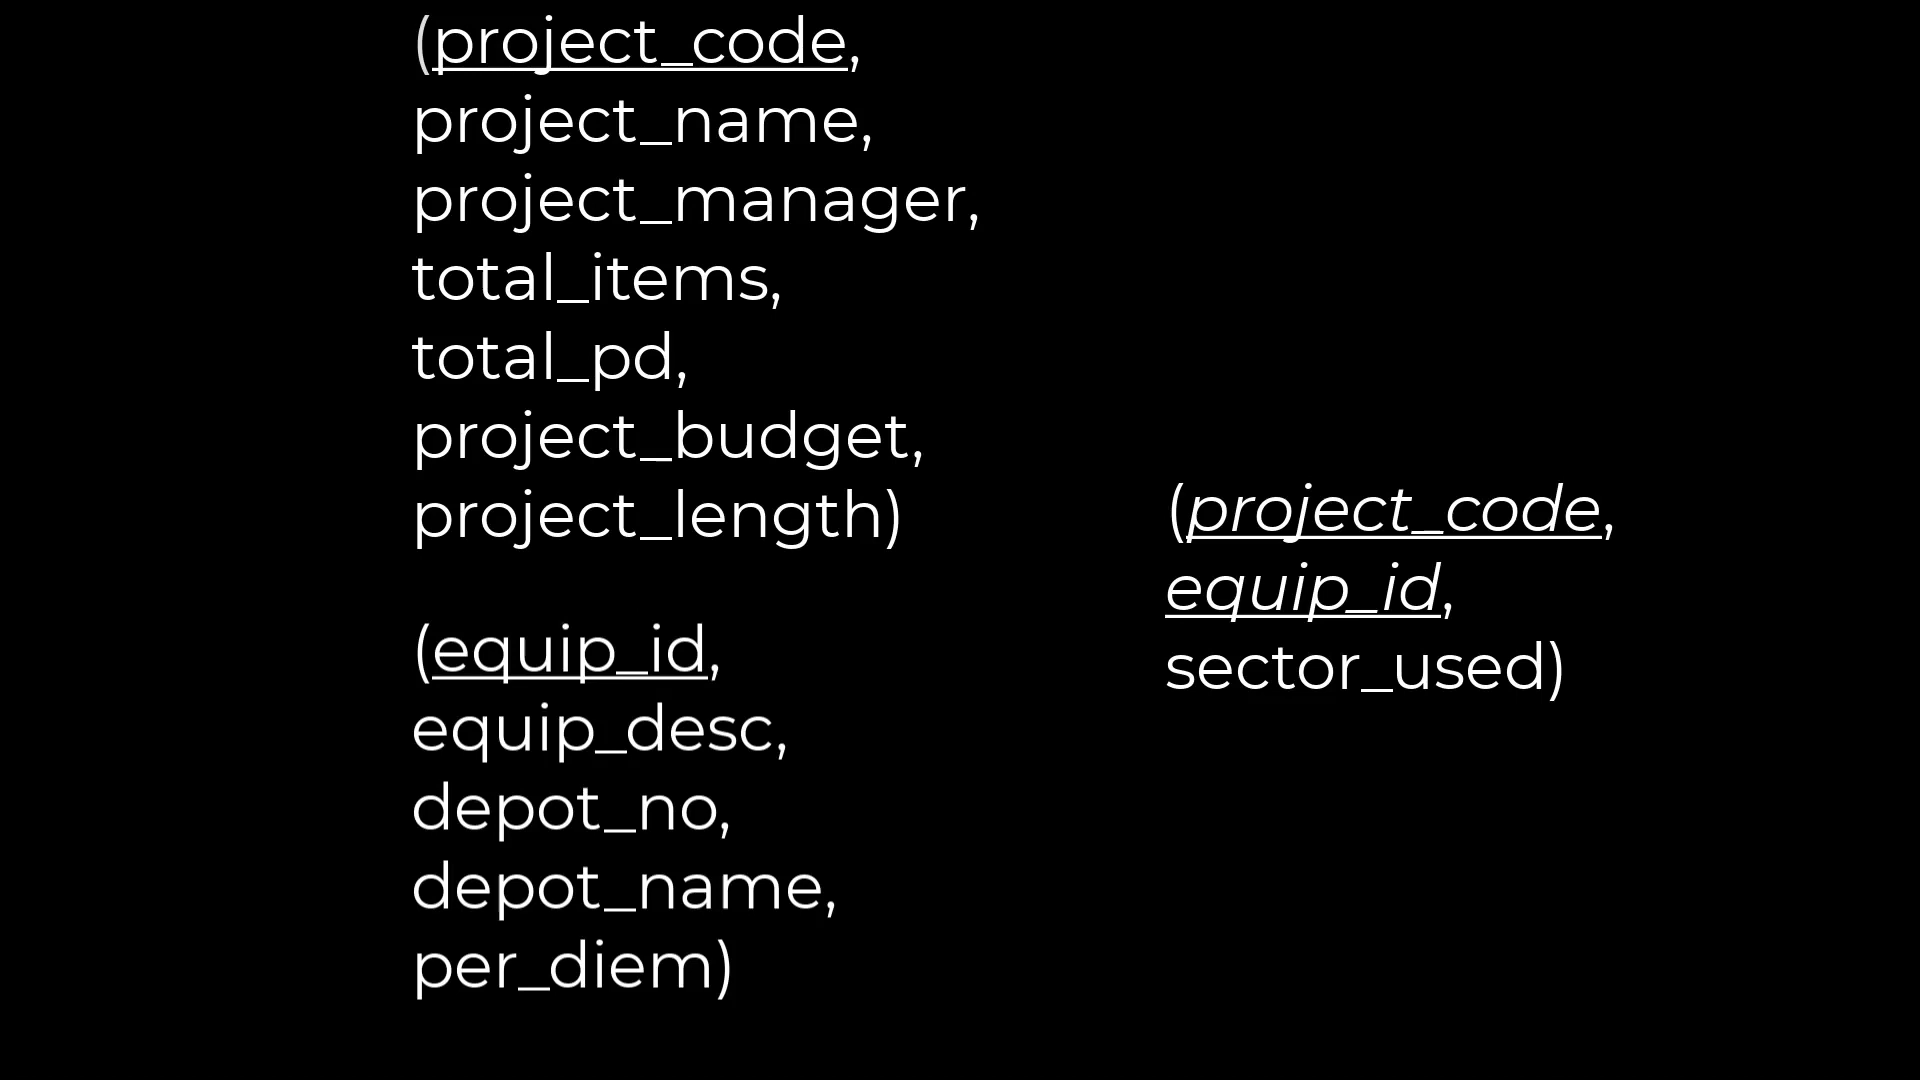 (project_code,
project_name,
project_manager,
total_items,
total_pd,
project_budget,
project_length)
(equip_id,
equip_desc,
depot_no,
depot_name,
per_diem)
(project_code,
equip_id,
sector_used)